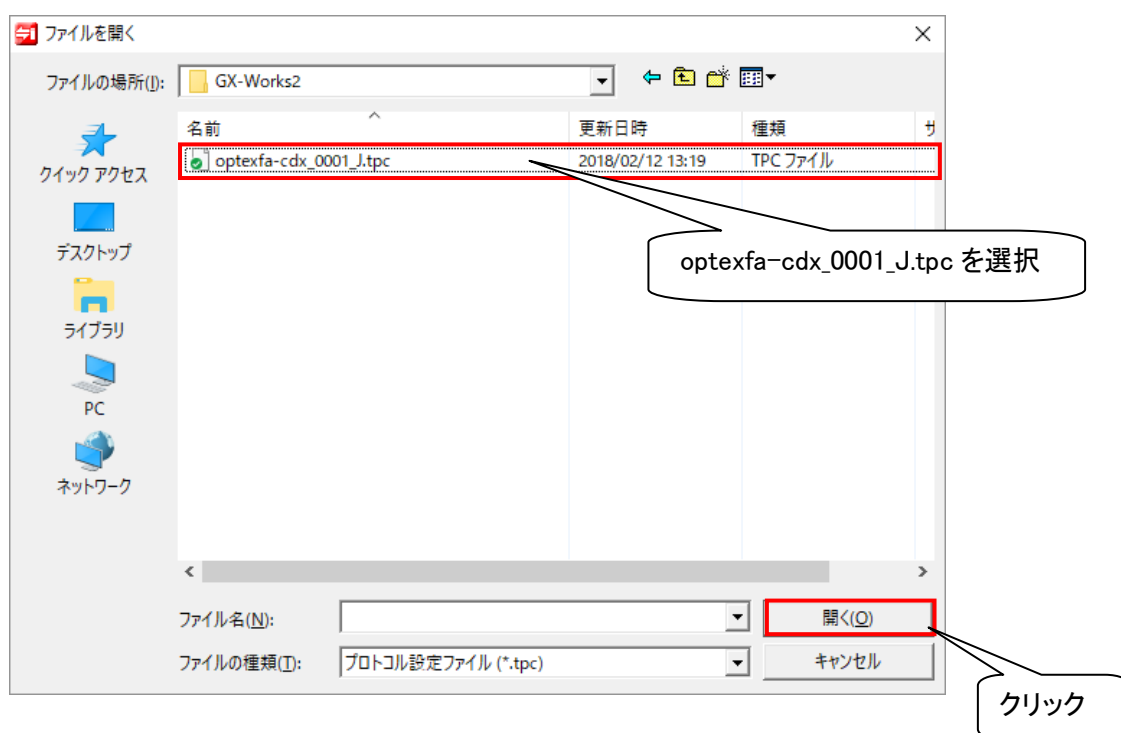 ファイルを開く
ファイルの場所(I):
GX-Works2
名前
更新日時
種類
サ
optexfa-cdx_0001_J.tpc
2018/02/12 13:19
TPC ファイル
クイック アクセス
デスクトップ
ライブラリ
PC
ネットワーク
optexfa-cdx_0001_J.tpc を選択
ファイル名(N):
開く(O)
ファイルの種類(T):
プロトコル設定ファイル (*.tpc)
キャンセル
クリック